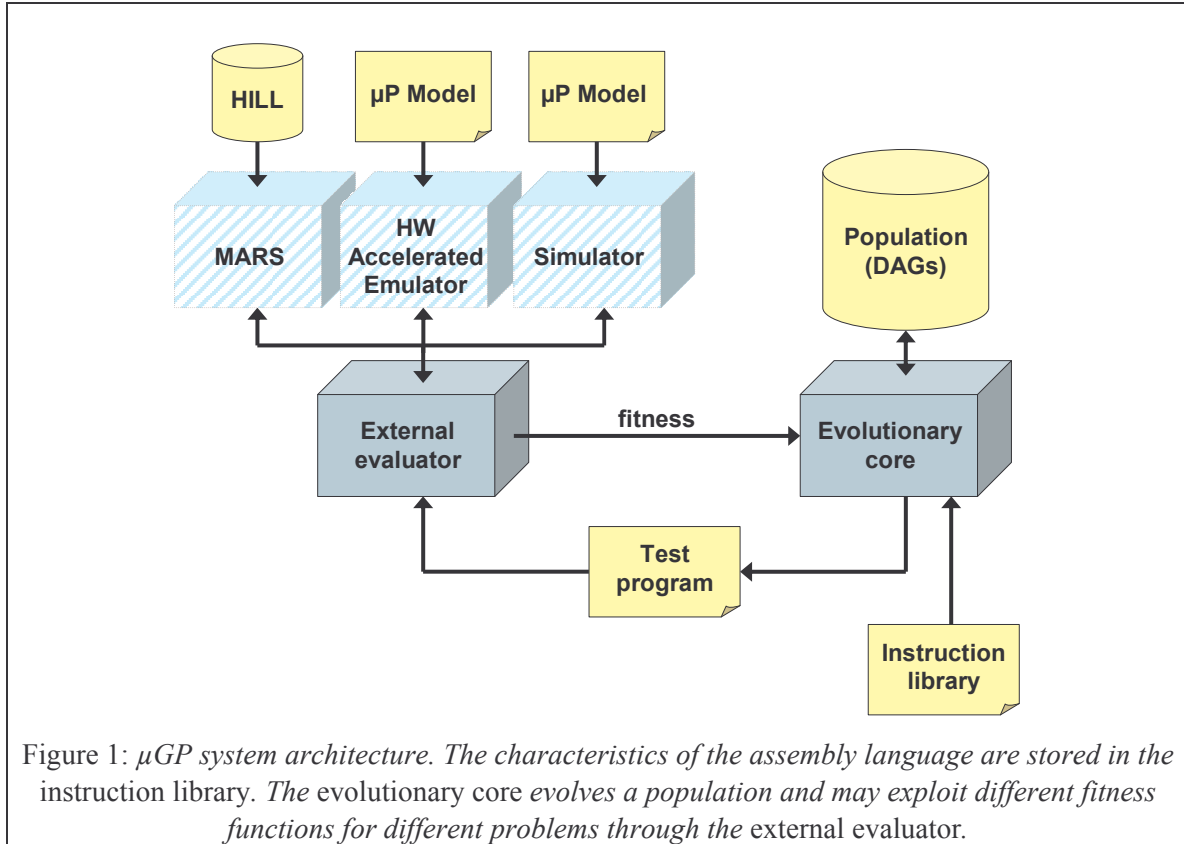 HILL
µP Model
µP Model
MARS
HW
Accelerated
Emulator
Simulator
Population
(DAGs)
External
evaluator
fitness
Evolutionary
core
Test
program
Instruction
library
Figure 1: µGP system architecture. The characteristics of the assembly language are stored in the
instruction library. The evolutionary core evolves a population and may exploit different fitness
functions for different problems through the external evaluator.